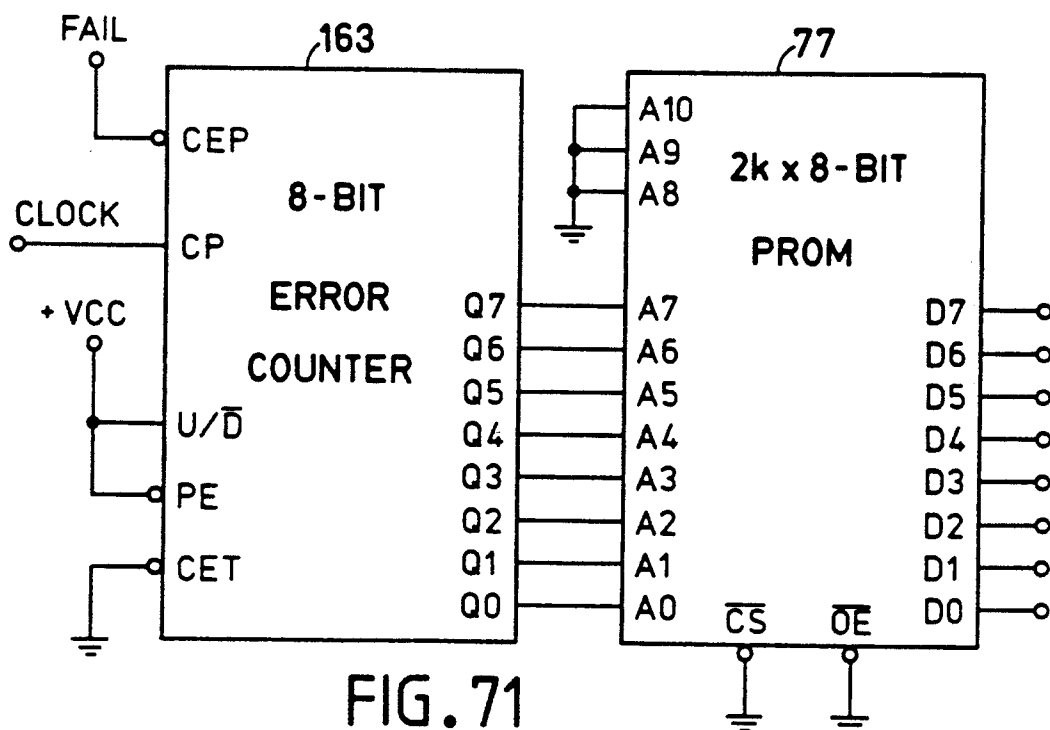 FAIL
163
77
CEP
8-BIT
CLOCK
CP
ERROR
COUNTER
+ VCC
U/D̅
PE
CET
Q7
Q6
Q5
Q4
Q3
Q2
Q1
Q0
A10
A9
A8
2k x 8-BIT
PROM
A7
A6
A5
A4
A3
A2
A1
A0
D7
D6
D5
D4
D3
D2
D1
D0
C̅S̅
O̅E̅
FIG. 71